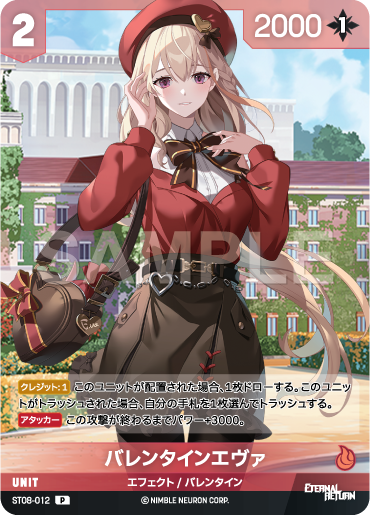 2
2000
1
SAMPLE
クレジット:1 このユニットが配置された場合、1枚ドローする。このユニッ
トがトラッシュされた場合、自分の手札を1枚選んでトラッシュする。
アタッカー この攻撃が終わるまでパワー+3000。
バレンタインエヴァ
UNIT
エフェクト / バレンタイン
ST08-012 P
© NIMBLE NEURON CORP.
ETERNAL RETURN